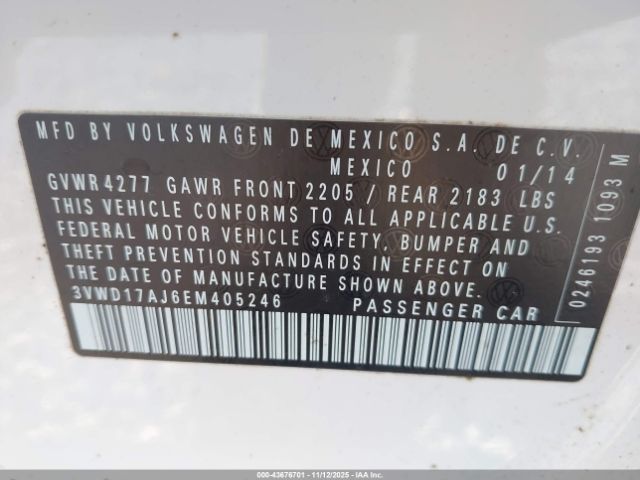 MFD BY VOLKSWAGEN DE MEXICO S.A. DE C.V.
MEXICO 01/14
GVWR 4277 GAWR FRONT 2205 / REAR 2183 LBS
THIS VEHICLE CONFORMS TO ALL APPLICABLE U.S.
FEDERAL MOTOR VEHICLE SAFETY, BUMPER AND
THEFT PREVENTION STANDARDS IN EFFECT ON
THE DATE OF MANUFACTURE SHOWN ABOVE.
3VWD17AJ6EM405246 PASSENGER CAR
0246193 1093 M
000-43676701 - 11/12/2025 - IAAI.COM